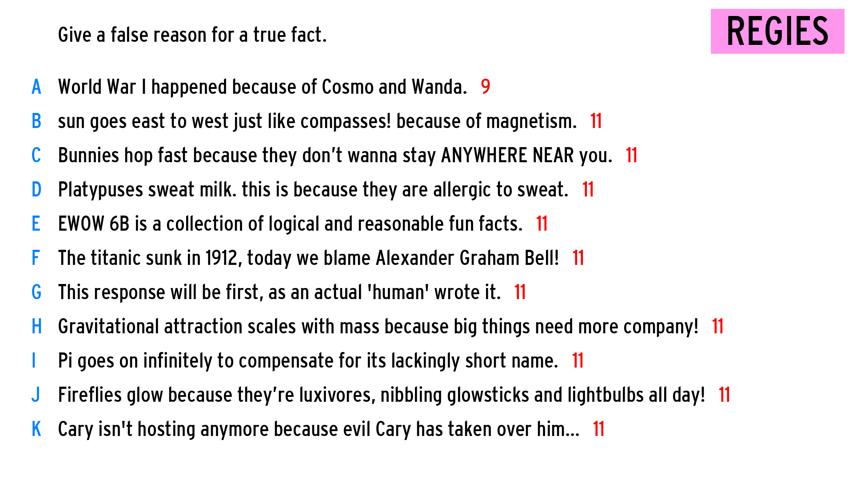 Give a false reason for a true fact.
REGIES
A World War I happened because of Cosmo and Wanda. 9
B sun goes east to west just like compasses! because of magnetism. 11
C Bunnies hop fast because they don't wanna stay ANYWHERE NEAR you. 11
D Platypuses sweat milk. this is because they are allergic to sweat. 11
E EWOW 6B is a collection of logical and reasonable fun facts. 11
F The titanic sunk in 1912, today we blame Alexander Graham Bell! 11
G This response will be first, as an actual 'human' wrote it. 11
H Gravitational attraction scales with mass because big things need more company! 11
I Pi goes on infinitely to compensate for its lackingly short name. 11
J Fireflies glow because they're luxivores, nibbling glowsticks and lightbulbs all day! 11
K Cary isn't hosting anymore because evil Cary has taken over him... 11